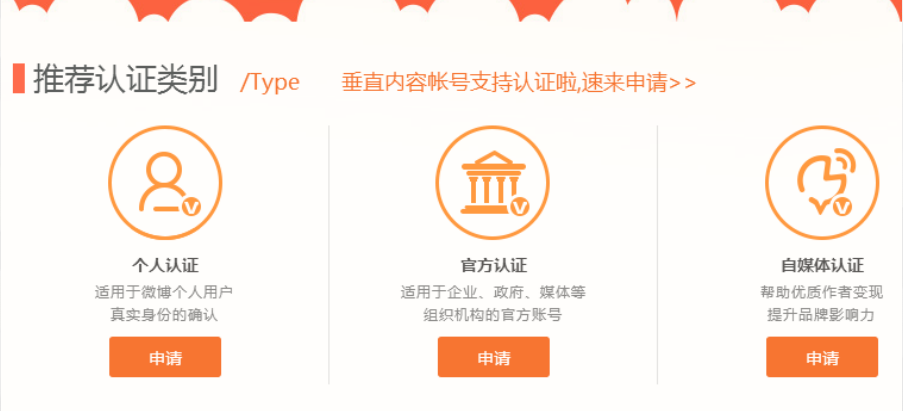 推荐认证类别 /Type 垂直内容帐号支持认证啦,速来申请>>
个人认证
适用于微博个人用户
真实身份的确认
申请
官方认证
适用于企业、政府、媒体等
组织机构的官方账号
申请
自媒体认证
帮助优质作者变现
提升品牌影响力
申请